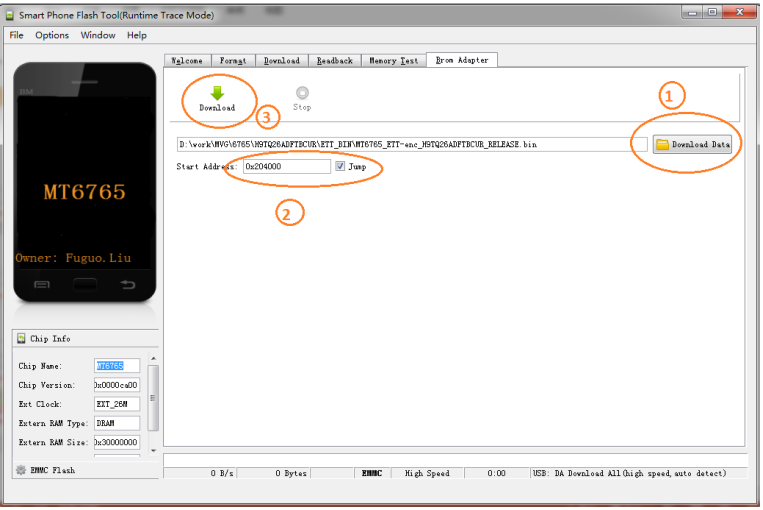 Smart Phone Flash Tool(Runtime Trace Mode)
File Options Window Help
Welcome Format Download Readback Memory Test Brom Adapter
BM
Download
Stop
1
3
D:\work\MVG\6765\H9TQ26ADFTBCUR\ETT_BIN\MT6765_ETT-enc_H9TQ26ADFTBCUR_RELEASE.bin
Download Data
Start Address: 0x204000 Jump
2
MT6765
Owner: Fuguo.Liu
Chip Info
Chip Name: MT6765
Chip Version: 0x0000ca00
Ext Clock: EXT_26M
Extern RAM Type: DRAM
Extern RAM Size: 0x30000000
EMMC Flash
0 B/s 0 Bytes EMMC High Speed 0:00 USB: DA Download All(high speed,auto detect)